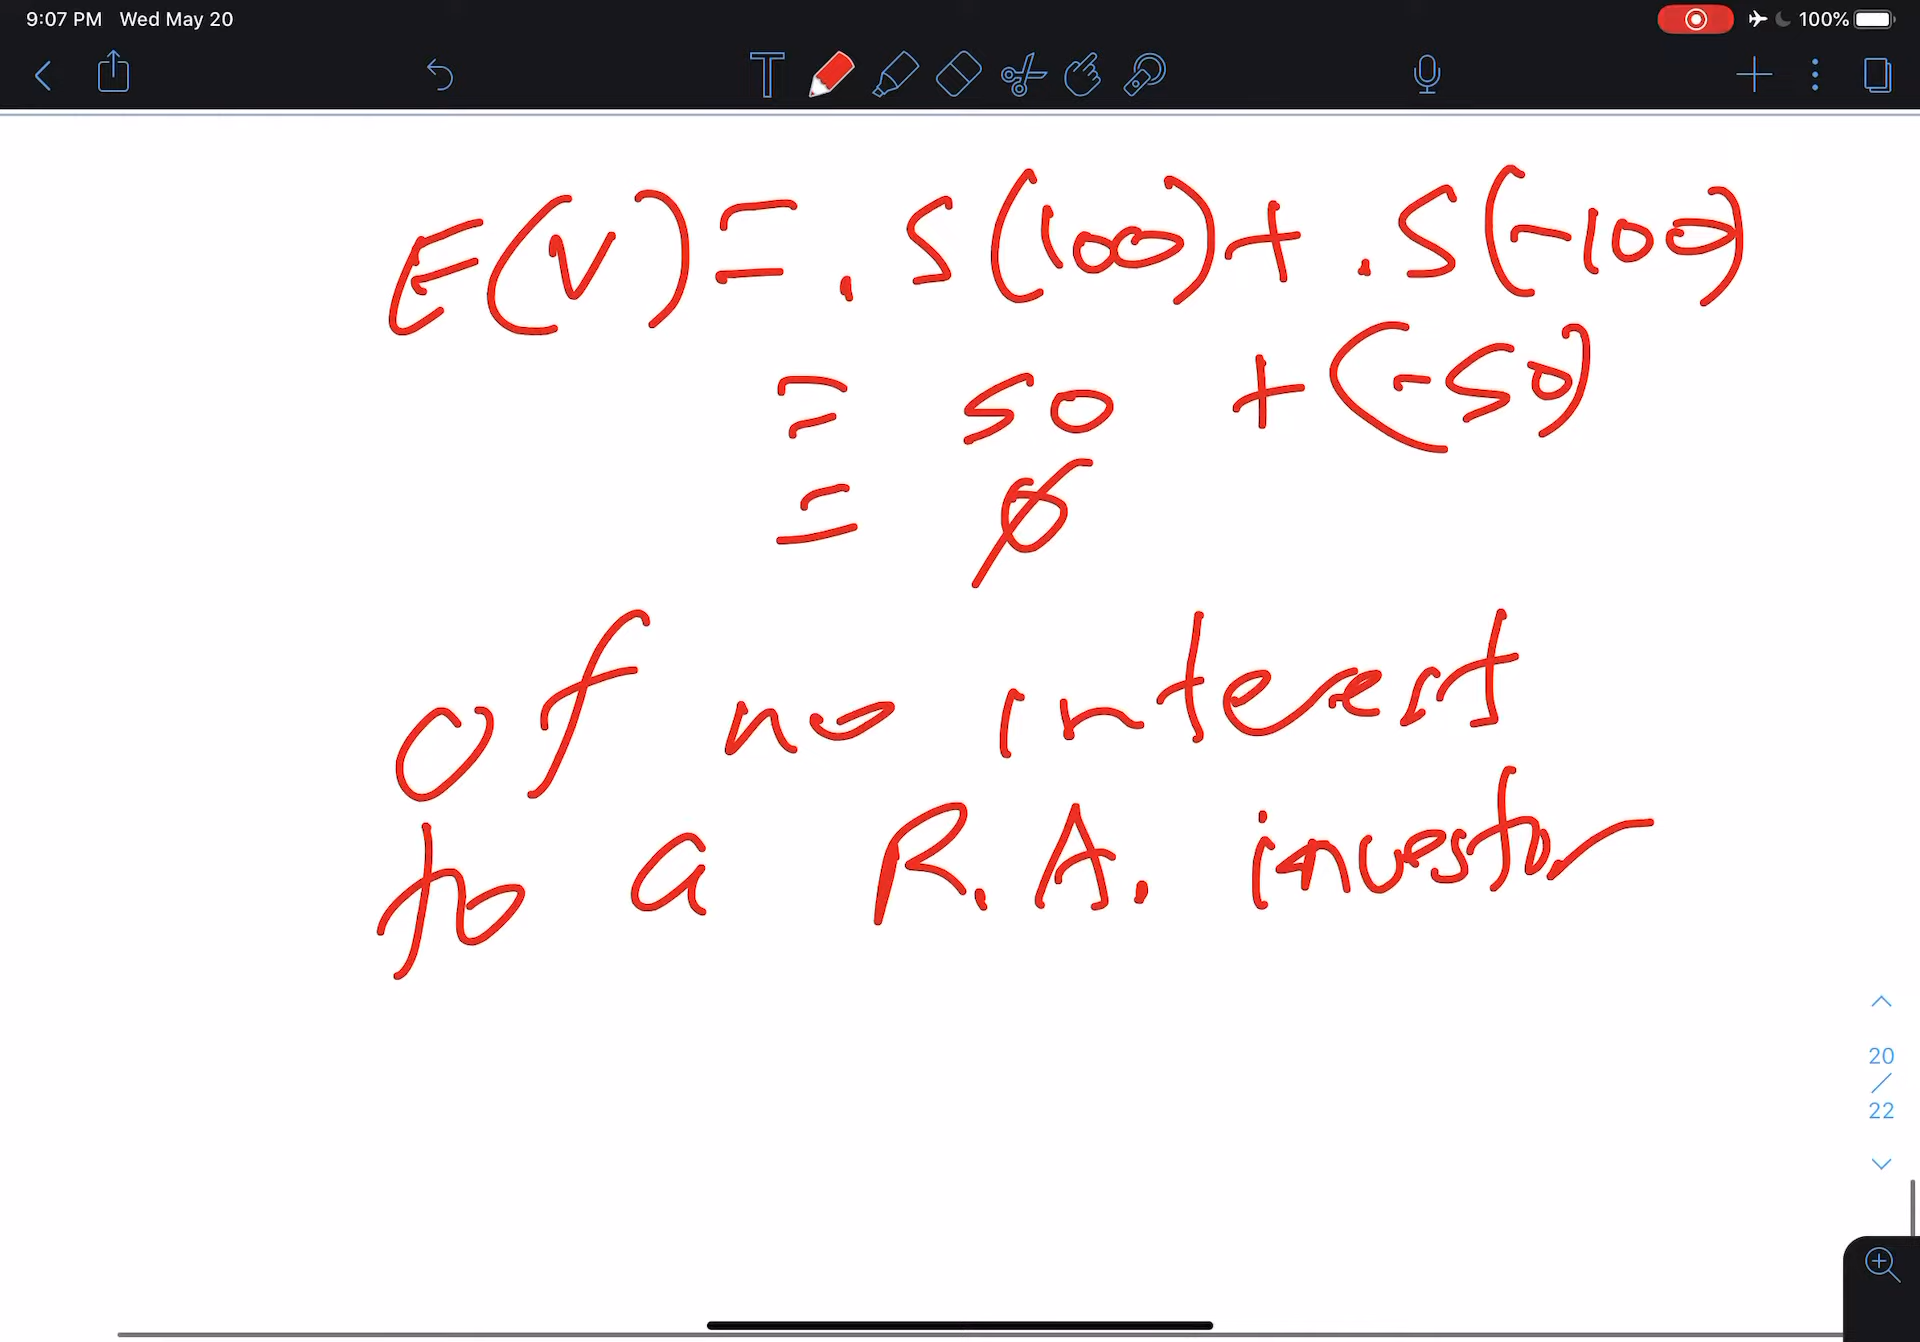 9:07 PM Wed May 20
100%
E(V) = .5(100) + .5(-100)
= 50 + (-50)
= 0
Of no interest
to a R.A. investor
20
/
22